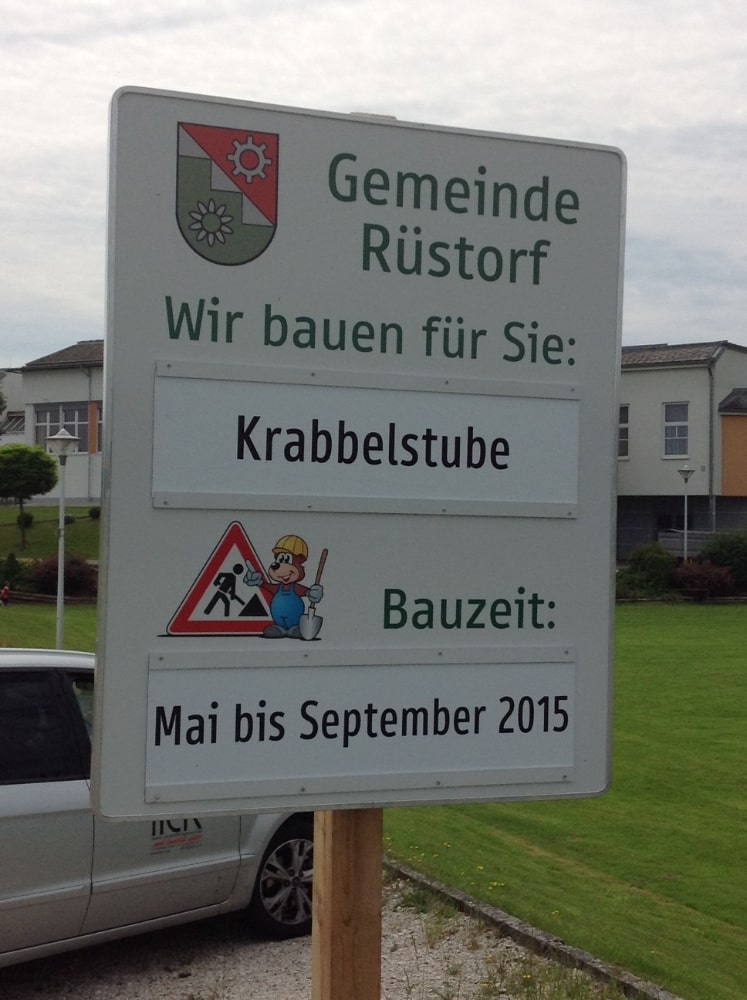 Gemeinde
Rüstorf
Wir bauen für Sie:
Krabbelstube
Bauzeit:
Mai bis September 2015